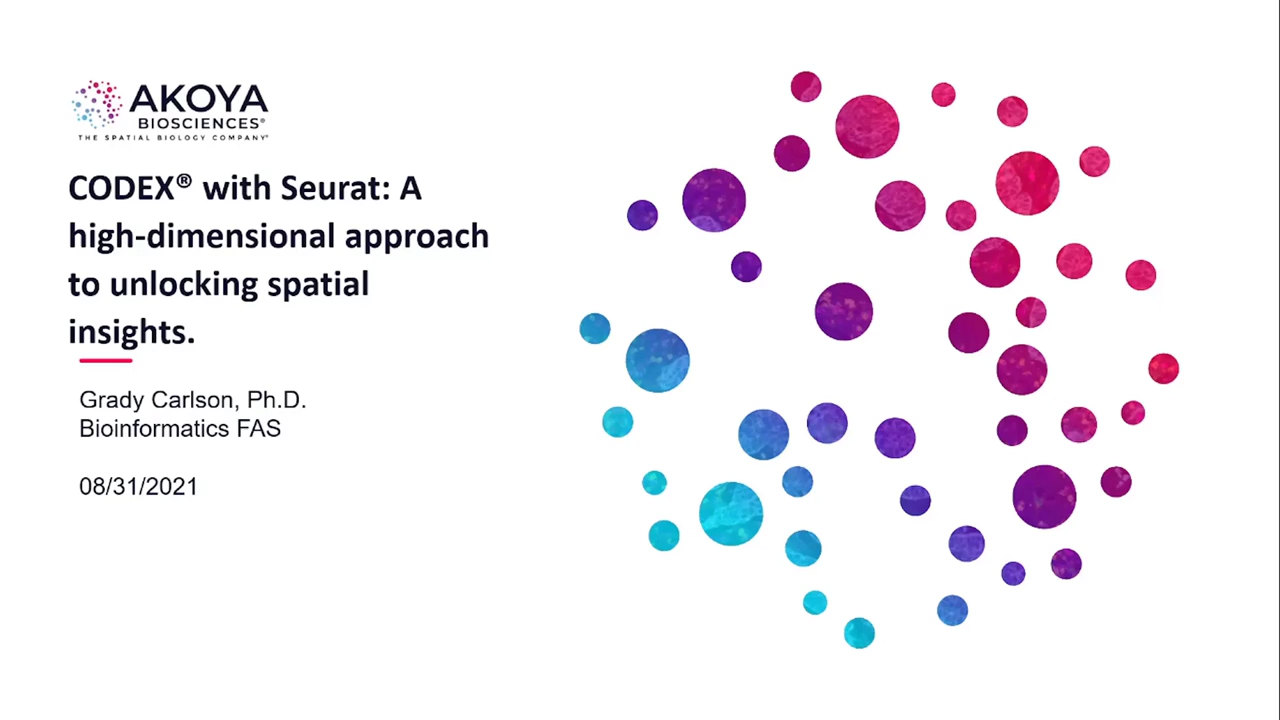 AKOYA
BIOSCIENCES®
THE SPATIAL BIOLOGY COMPANY®
CODEX® with Seurat: A
high-dimensional approach
to unlocking spatial
insights.
Grady Carlson, Ph.D.
Bioinformatics FAS
08/31/2021